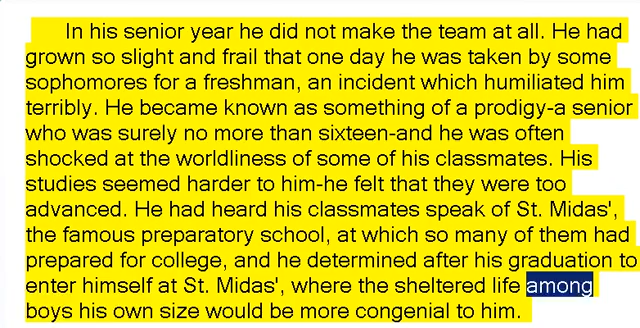 In his senior year he did not make the team at all. He had
grown so slight and frail that one day he was taken by some
sophomores for a freshman, an incident which humiliated him
terribly. He became known as something of a prodigy-a senior
who was surely no more than sixteen-and he was often
shocked at the worldliness of some of his classmates. His
studies seemed harder to him-he felt that they were too
advanced. He had heard his classmates speak of St. Midas',
the famous preparatory school, at which so many of them had
prepared for college, and he determined after his graduation to
enter himself at St. Midas', where the sheltered life among
boys his own size would be more congenial to him.